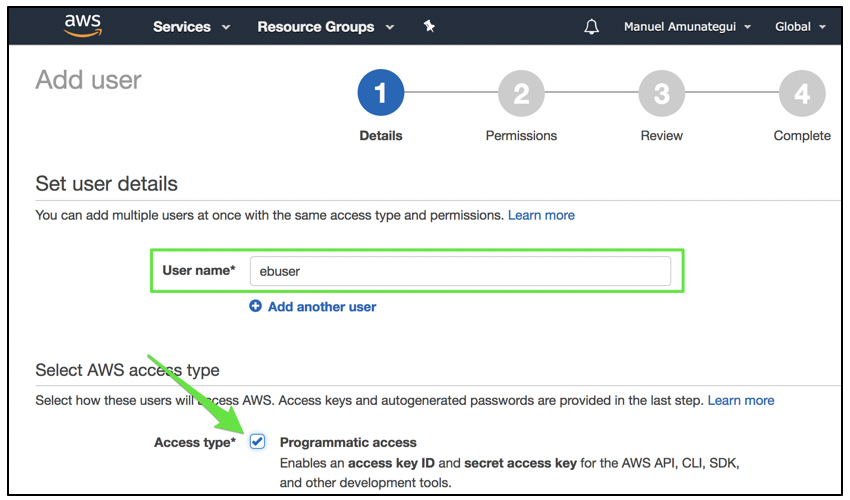 aws Services Resource Groups Manuel Amunategui Global
Add user
1 2 3 4
Details Permissions Review Complete
Set user details
You can add multiple users at once with the same access type and permissions. Learn more
User name* ebuser
Add another user
Select AWS access type
Select how these users will access AWS. Access keys and autogenerated passwords are provided in the last step. Learn more
Access type* Programmatic access
Enables an access key ID and secret access key for the AWS API, CLI, SDK,
and other development tools.